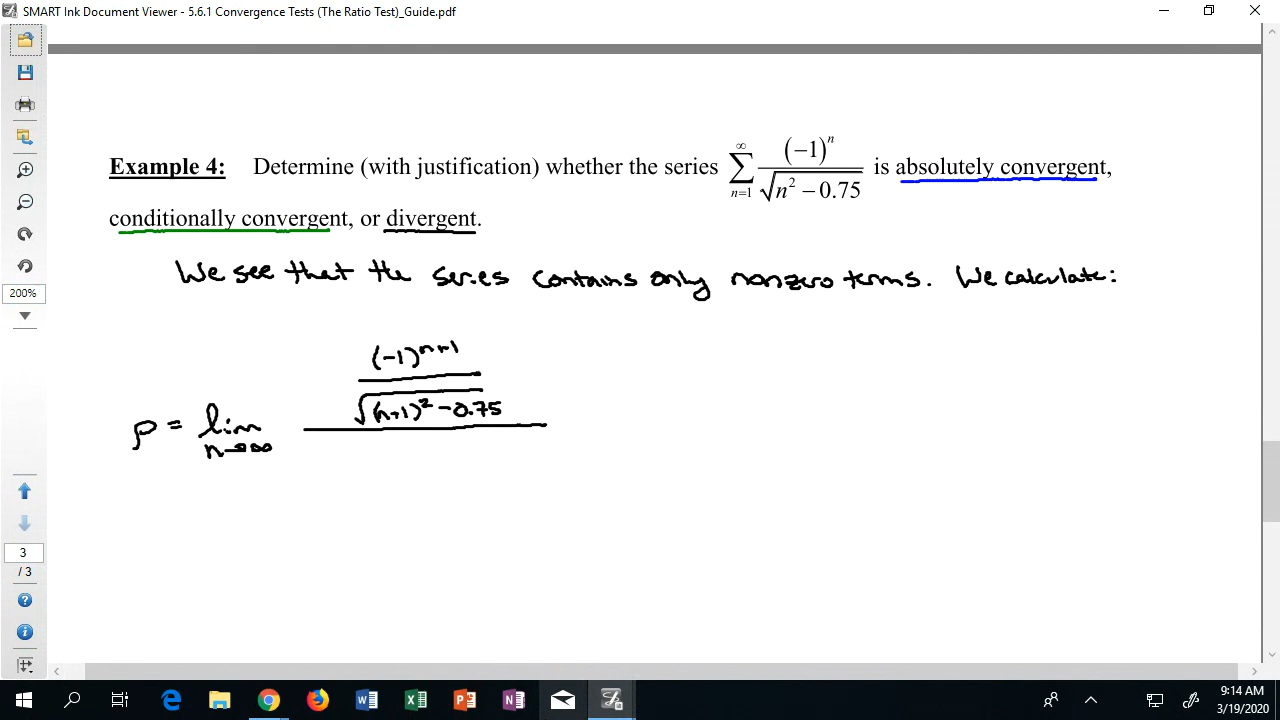 SMART Ink Document Viewer - 5.6.1 Convergence Tests (The Ratio Test)_Guide.pdf
Example 4: Determine (with justification) whether the series ∑_{n=1}^{∞} (−1)^n / √(n² − 0.75) is absolutely convergent,
conditionally convergent, or divergent.
We see that the series contains only nonzero terms. We calculate:
ρ = lim_{n→∞} ((-1)^{n+1} / √((n+1)² - 0.75)) /
200%
3
/ 3
9:14 AM
3/19/2020